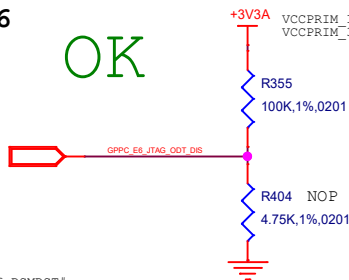 6
OK
+3V3A
VCCPRIM_
VCCPRIM_
R355
100K,1%,0201
GPPC_E6_JTAG_ODT_DIS
R404 NOP
4.75K,1%,0201